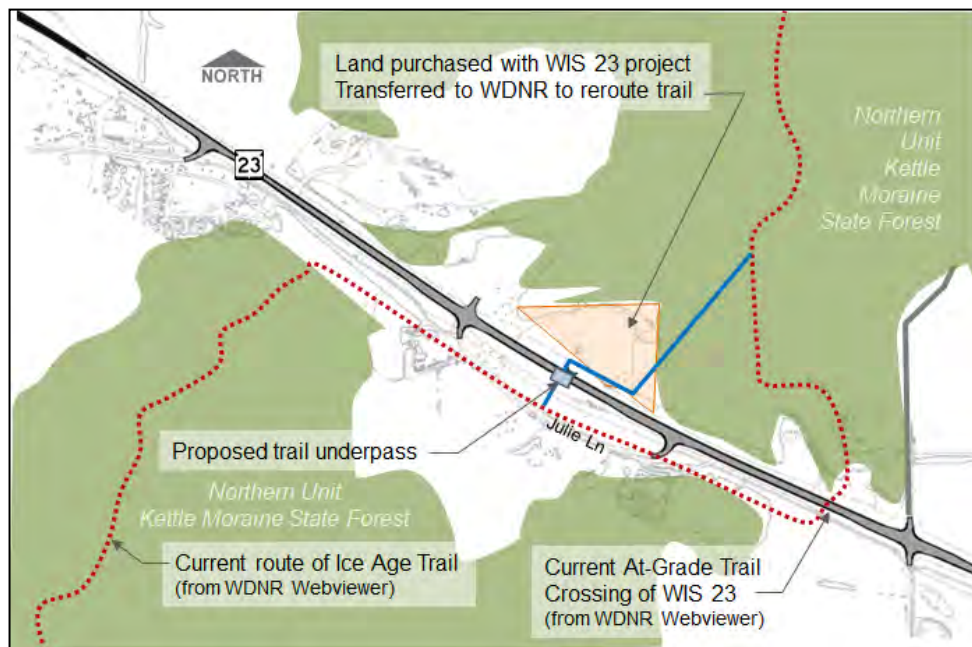 Land purchased with WIS 23 project
Transferred to WDNR to reroute trail
NORTH
23
Northern
Unit
Kettle
Moraine
State Forest
Proposed trail underpass
Julie Ln
Northern Unit
Kettle Moraine State Forest
Current route of Ice Age Trail
(from WDNR Webviewer)
Current At-Grade Trail
Crossing of WIS 23
(from WDNR Webviewer)